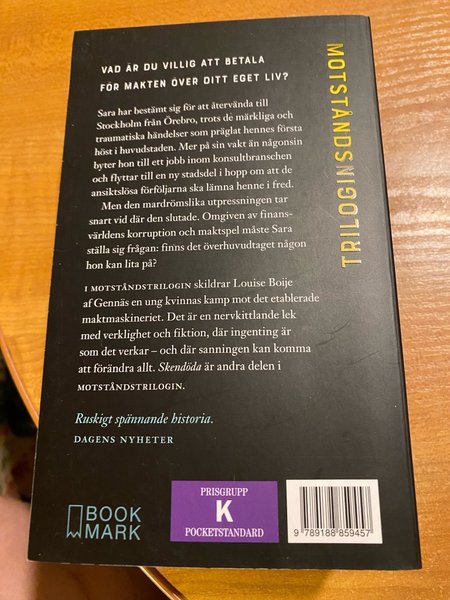 VAD ÄR DU VILLIG ATT BETALA
FÖR MAKTEN ÖVER DITT EGET LIV?
Sara har bestämt sig för att återvända till
Stockholm från Örebro, trots de märkliga och
traumatiska händelser som präglat hennes första
höst i huvudstaden. Mer på sin vakt än någonsin
byter hon till ett jobb inom konsultbranschen
och flyttar till en ny stadsdel i hopp om att de
ansiktslösa förföljarna ska lämna henne i fred.
Men den mardrömslika utpressningen tar
snart vid där den slutade. Omgiven av finans-
världens korruption och maktspel måste Sara
ställa sig frågan: finns det överhuvudtaget någon
hon kan lita på?
I MOTSTÅNDSTRILOGIN skildrar Louise Boije
af Gennäs en ung kvinnas kamp mot det etablerade
maktmaskineriet. Det är en nervkittlande lek
med verklighet och fiktion, där ingenting är
som det verkar – och där sanningen kan komma
att förändra allt. Skendöda är andra delen i
MOTSTÅNDSTRILOGIN.
Ruskigt spännande historia.
DAGENS NYHETER
MOTSTÅNDS
TRILOGIN
BOOK
MARK
PRISGRUPP
K
POCKETSTANDARD
9 789188 859457